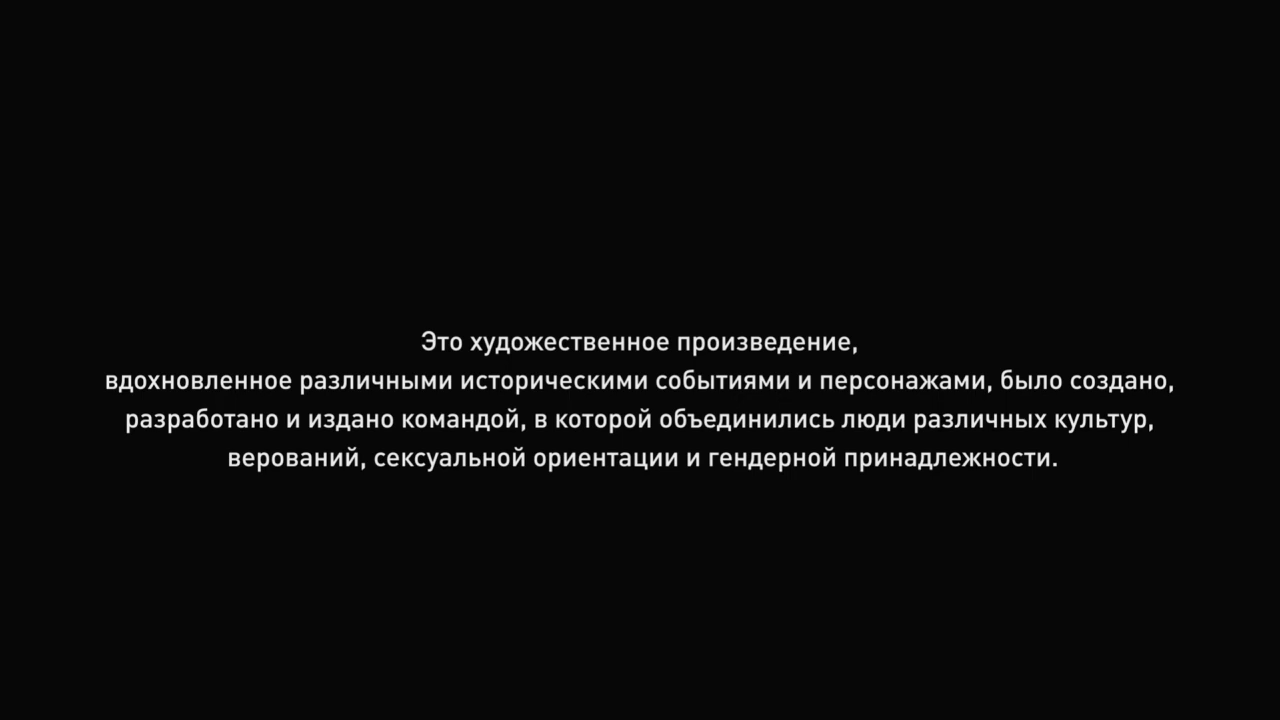 Это художественное произведение,
вдохновленное различными историческими событиями и персонажами, было создано,
разработано и издано командой, в которой объединились люди различных культур,
верований, сексуальной ориентации и гендерной принадлежности.